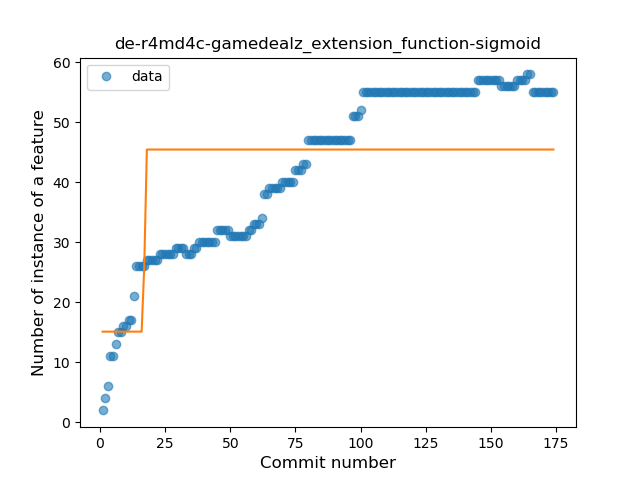 de-r4md4c-gamedealz_extension_function-sigmoid
data
Number of instance of a feature
60
50
40
30
20
10
0
0 25 50 75 100 125 150 175
Commit number